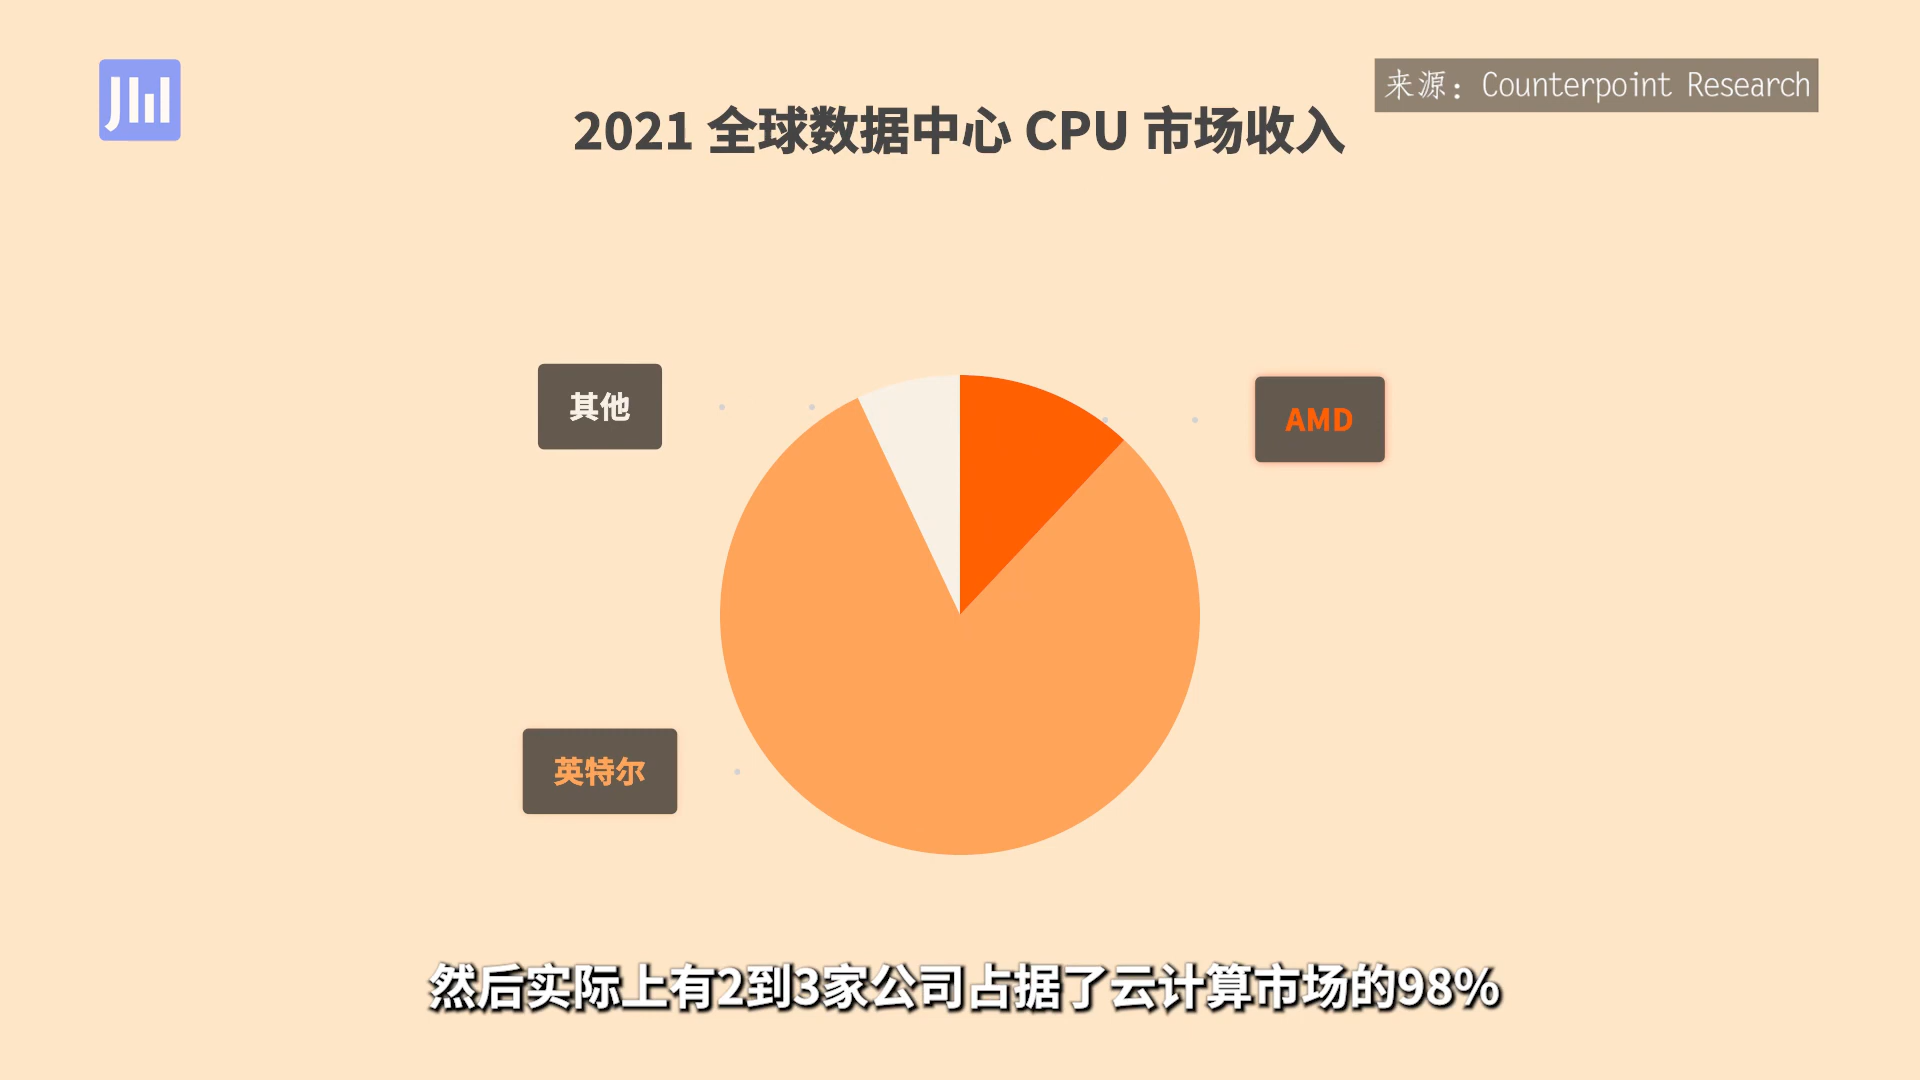 来源：Counterpoint Research
2021 全球数据中心 CPU 市场收入
其他
AMD
英特尔
然后实际上有2到3家公司占据了云计算市场的98%